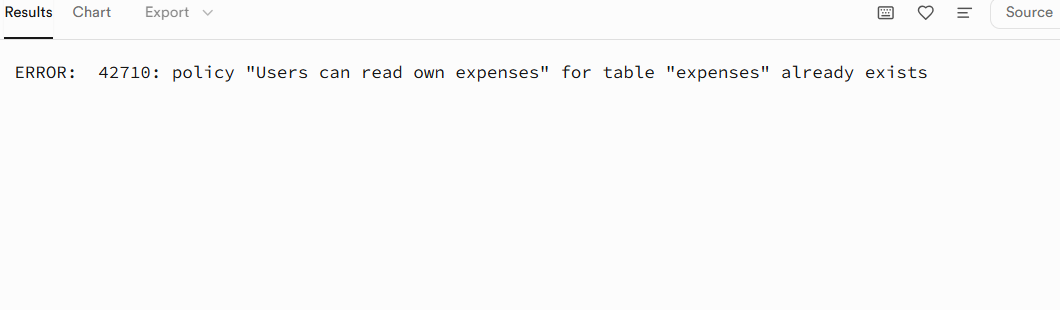 Results Chart Export Source
ERROR:  42710: policy "Users can read own expenses" for table "expenses" already exists